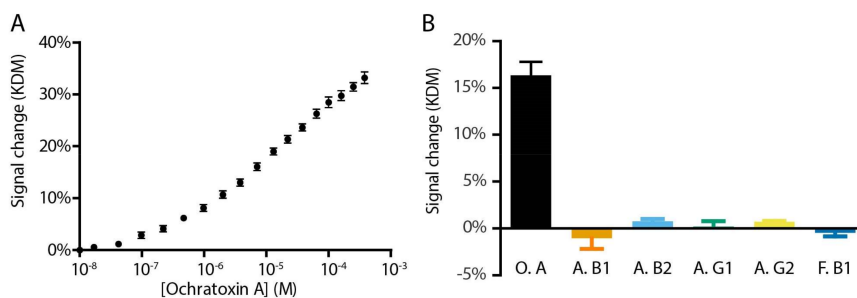 A
Signal change (KDM)
40%
30%
20%
10%
0
10⁻⁸
10⁻⁷
10⁻⁶
10⁻⁵
10⁻⁴
10⁻³
[Ochratoxin A] (M)
B
Signal change (KDM)
20%
15%
10%
5%
0%
-5%
O. A
A. B1
A. B2
A. G1
A. G2
F. B1